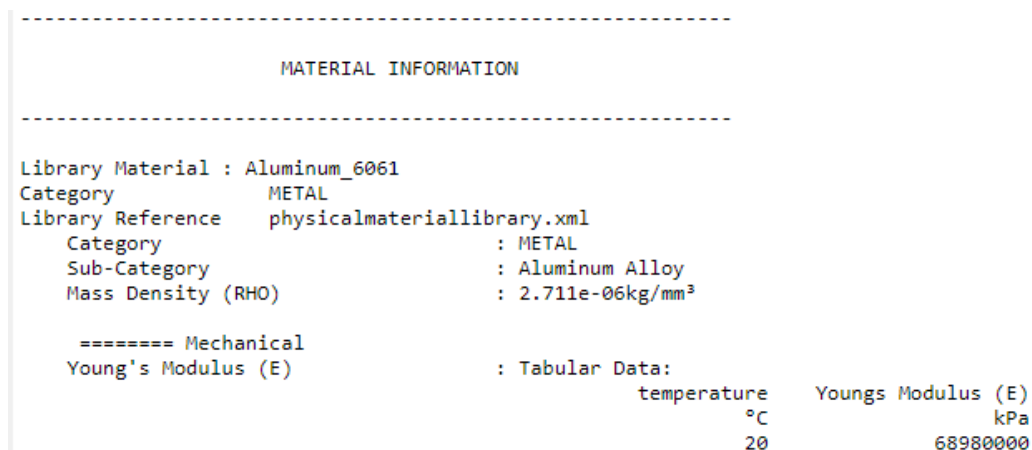 ------------------------------------------------------------
MATERIAL INFORMATION
------------------------------------------------------------
Library Material : Aluminum_6061
Category METAL
Library Reference physicalmateriallibrary.xml
Category : METAL
Sub-Category : Aluminum Alloy
Mass Density (RHO) : 2.711e-06kg/mm³
======== Mechanical
Young's Modulus (E) : Tabular Data:
temperature Youngs Modulus (E)
°C kPa
20 68980000